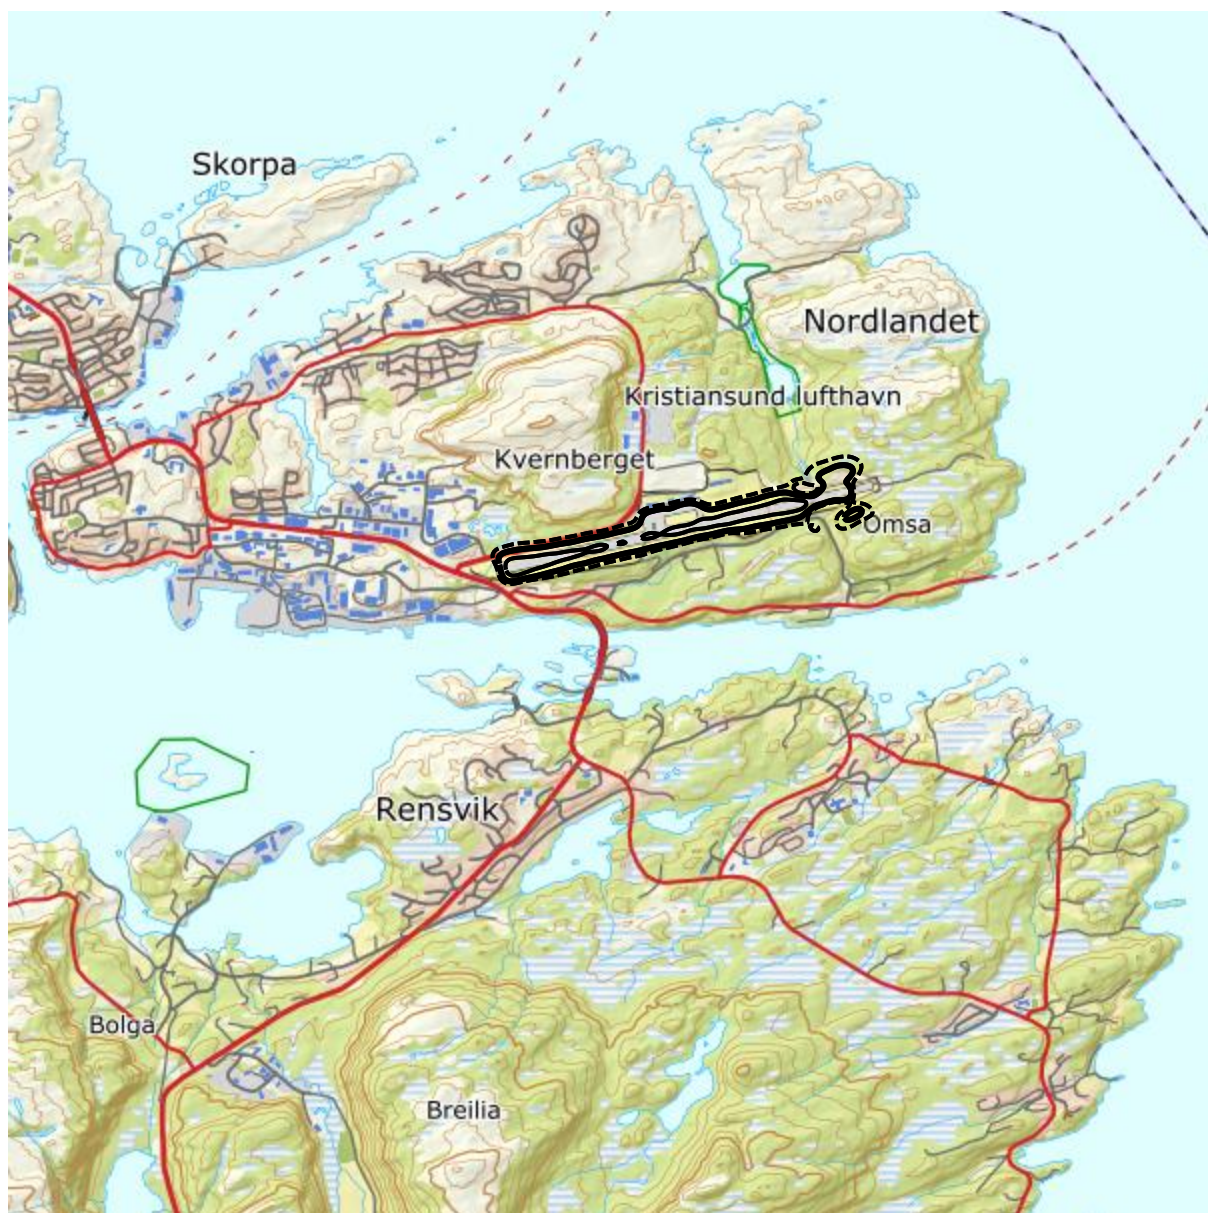 Skorpa
Nordlandet
Kristiansund lufthavn
Kvernberget
Omsa
Rensvik
Bolga
Breilia